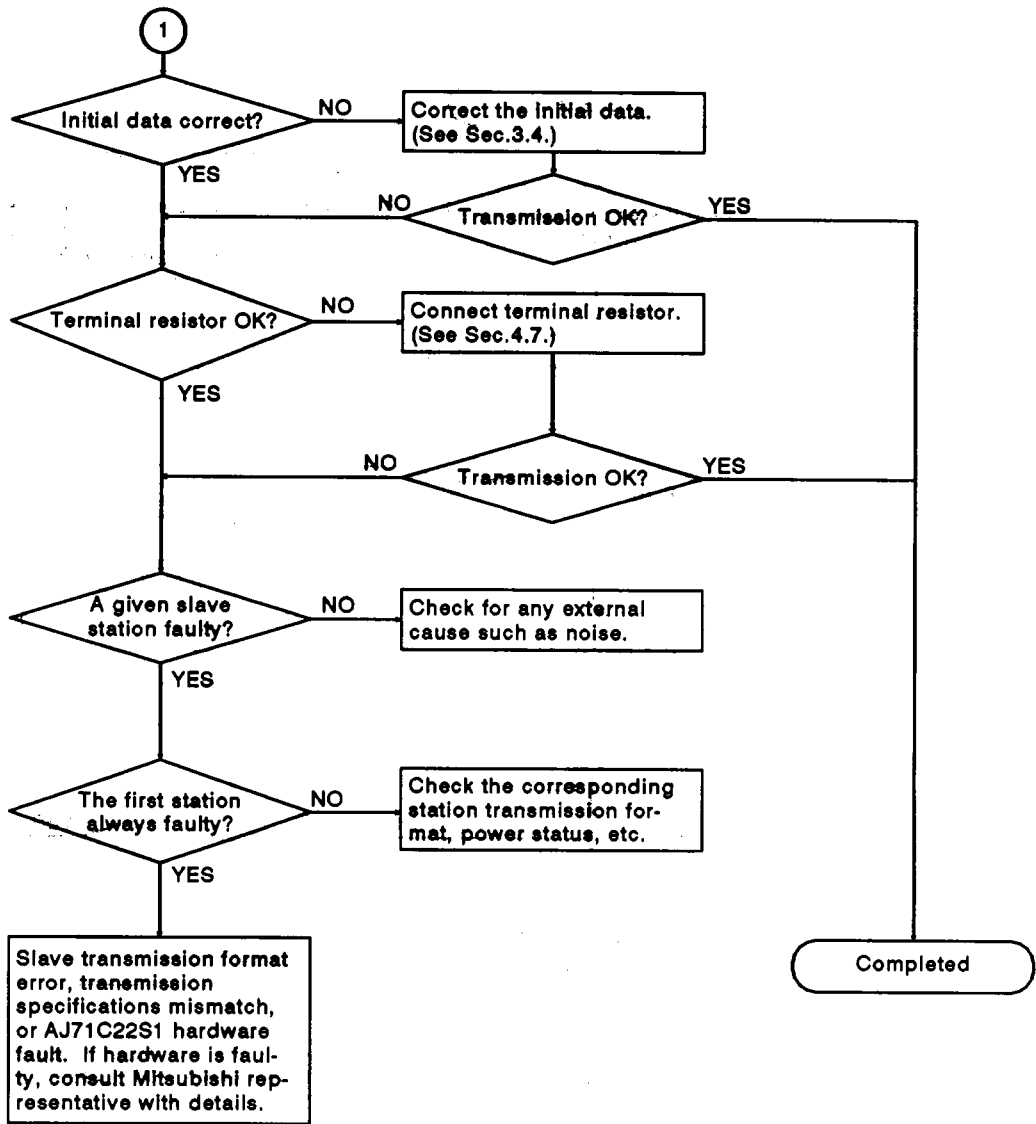 1
Initial data correct?
NO
Correct the initial data.
(See Sec.3.4.)
YES
NO
Transmission OK?
YES
Terminal resistor OK?
NO
Connect terminal resistor.
(See Sec.4.7.)
YES
NO
Transmission OK?
YES
A given slave
station faulty?
NO
Check for any external
cause such as noise.
YES
The first station
always faulty?
NO
Check the corresponding
station transmission for-
mat, power status, etc.
YES
Slave transmission format
error, transmission
specifications mismatch,
or AJ71C22S1 hardware
fault. If hardware is faul-
ty, consult Mitsubishi rep-
resentative with details.
Completed